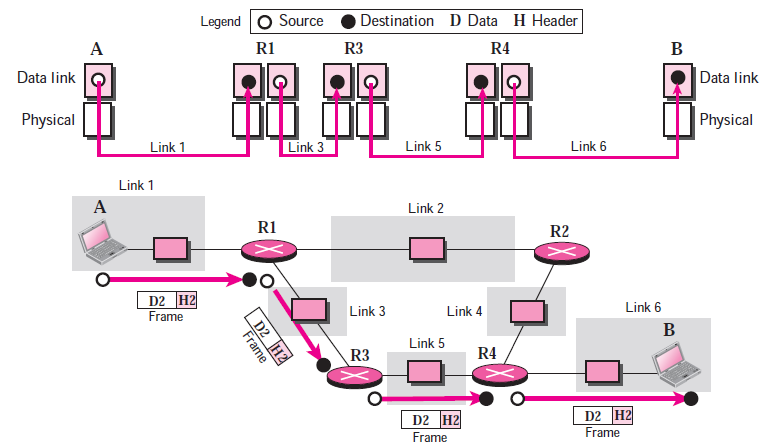 Legend Source Destination D Data H Header
A R1 R3 R4 B
Data link Data link
Physical Physical
Link 1 Link 3 Link 5 Link 6
Link 1
A
Link 2
R1 R2
D2 H2
Frame
Link 3
Link 4
Link 6
D2 H2
Frame
B
R3
Link 5
R4
D2 H2
Frame
D2 H2
Frame